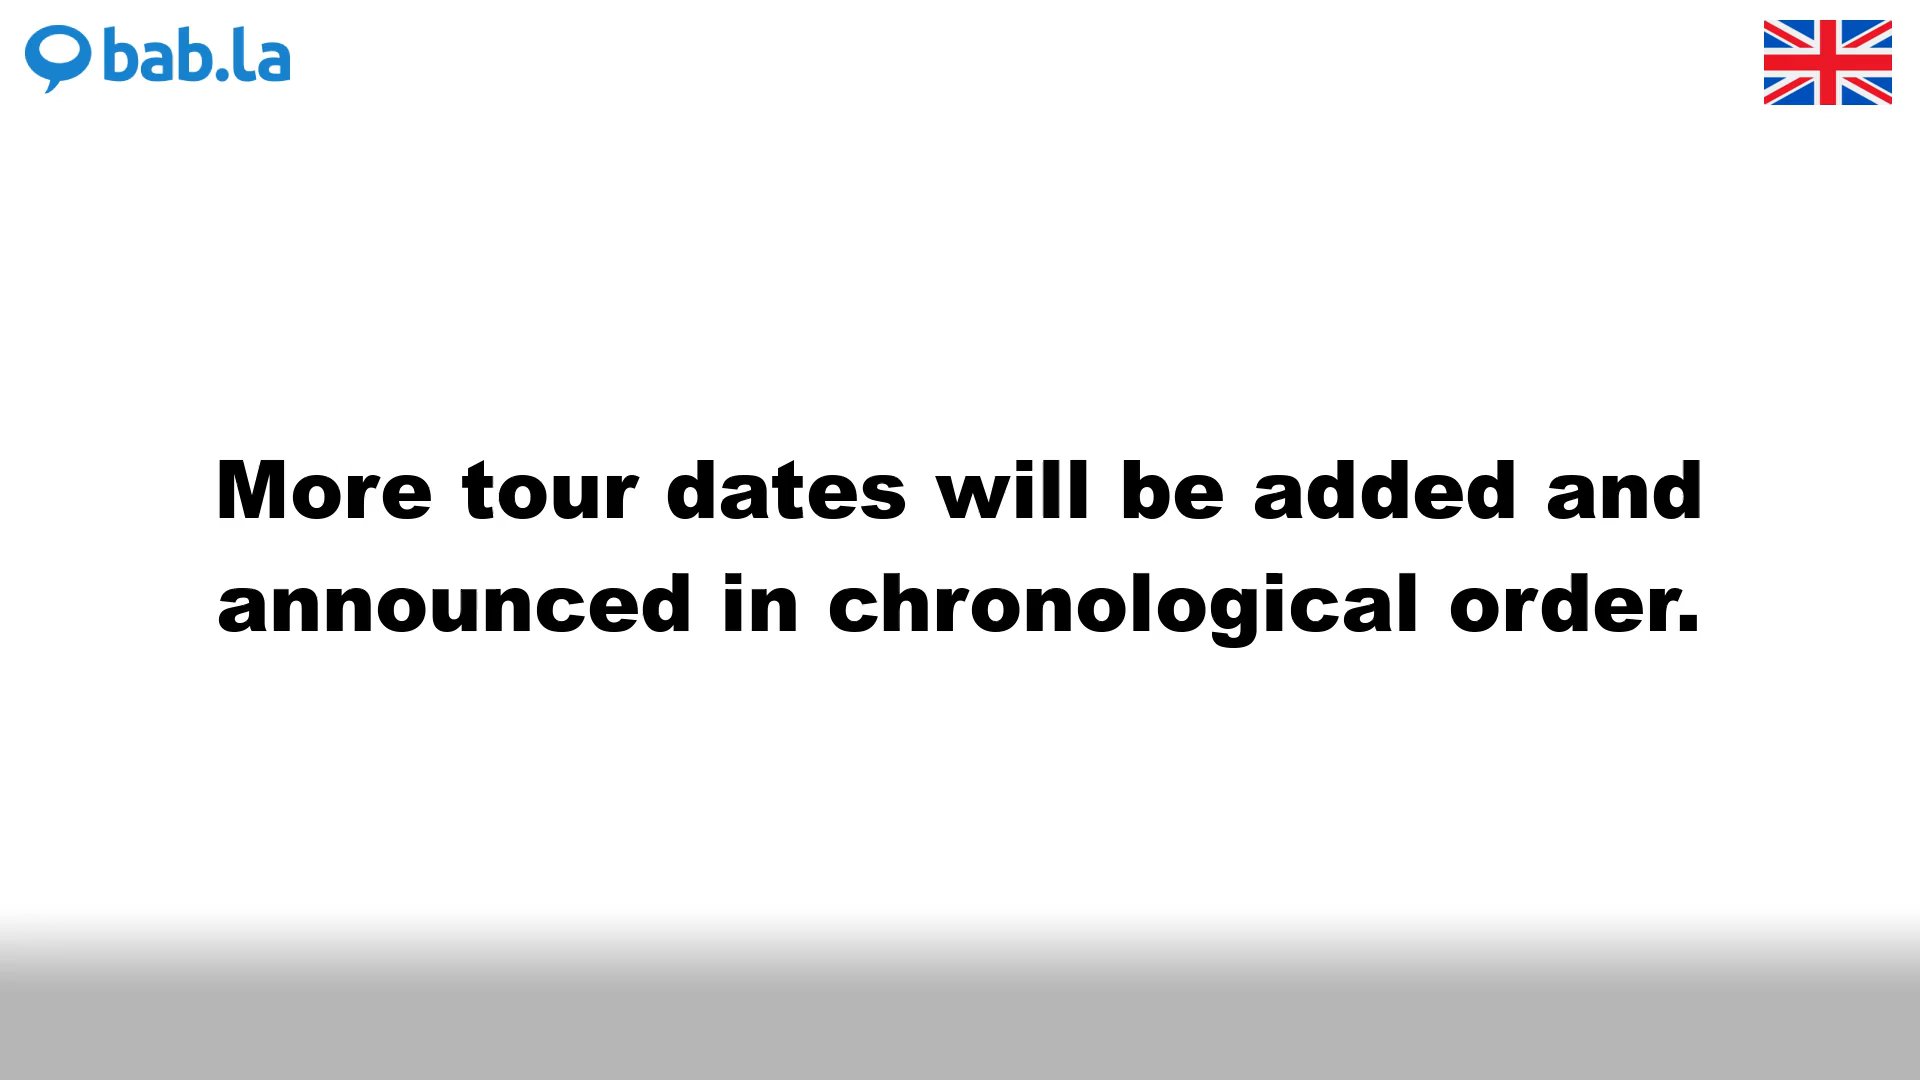 bab.la
More tour dates will be added and
announced in chronological order.